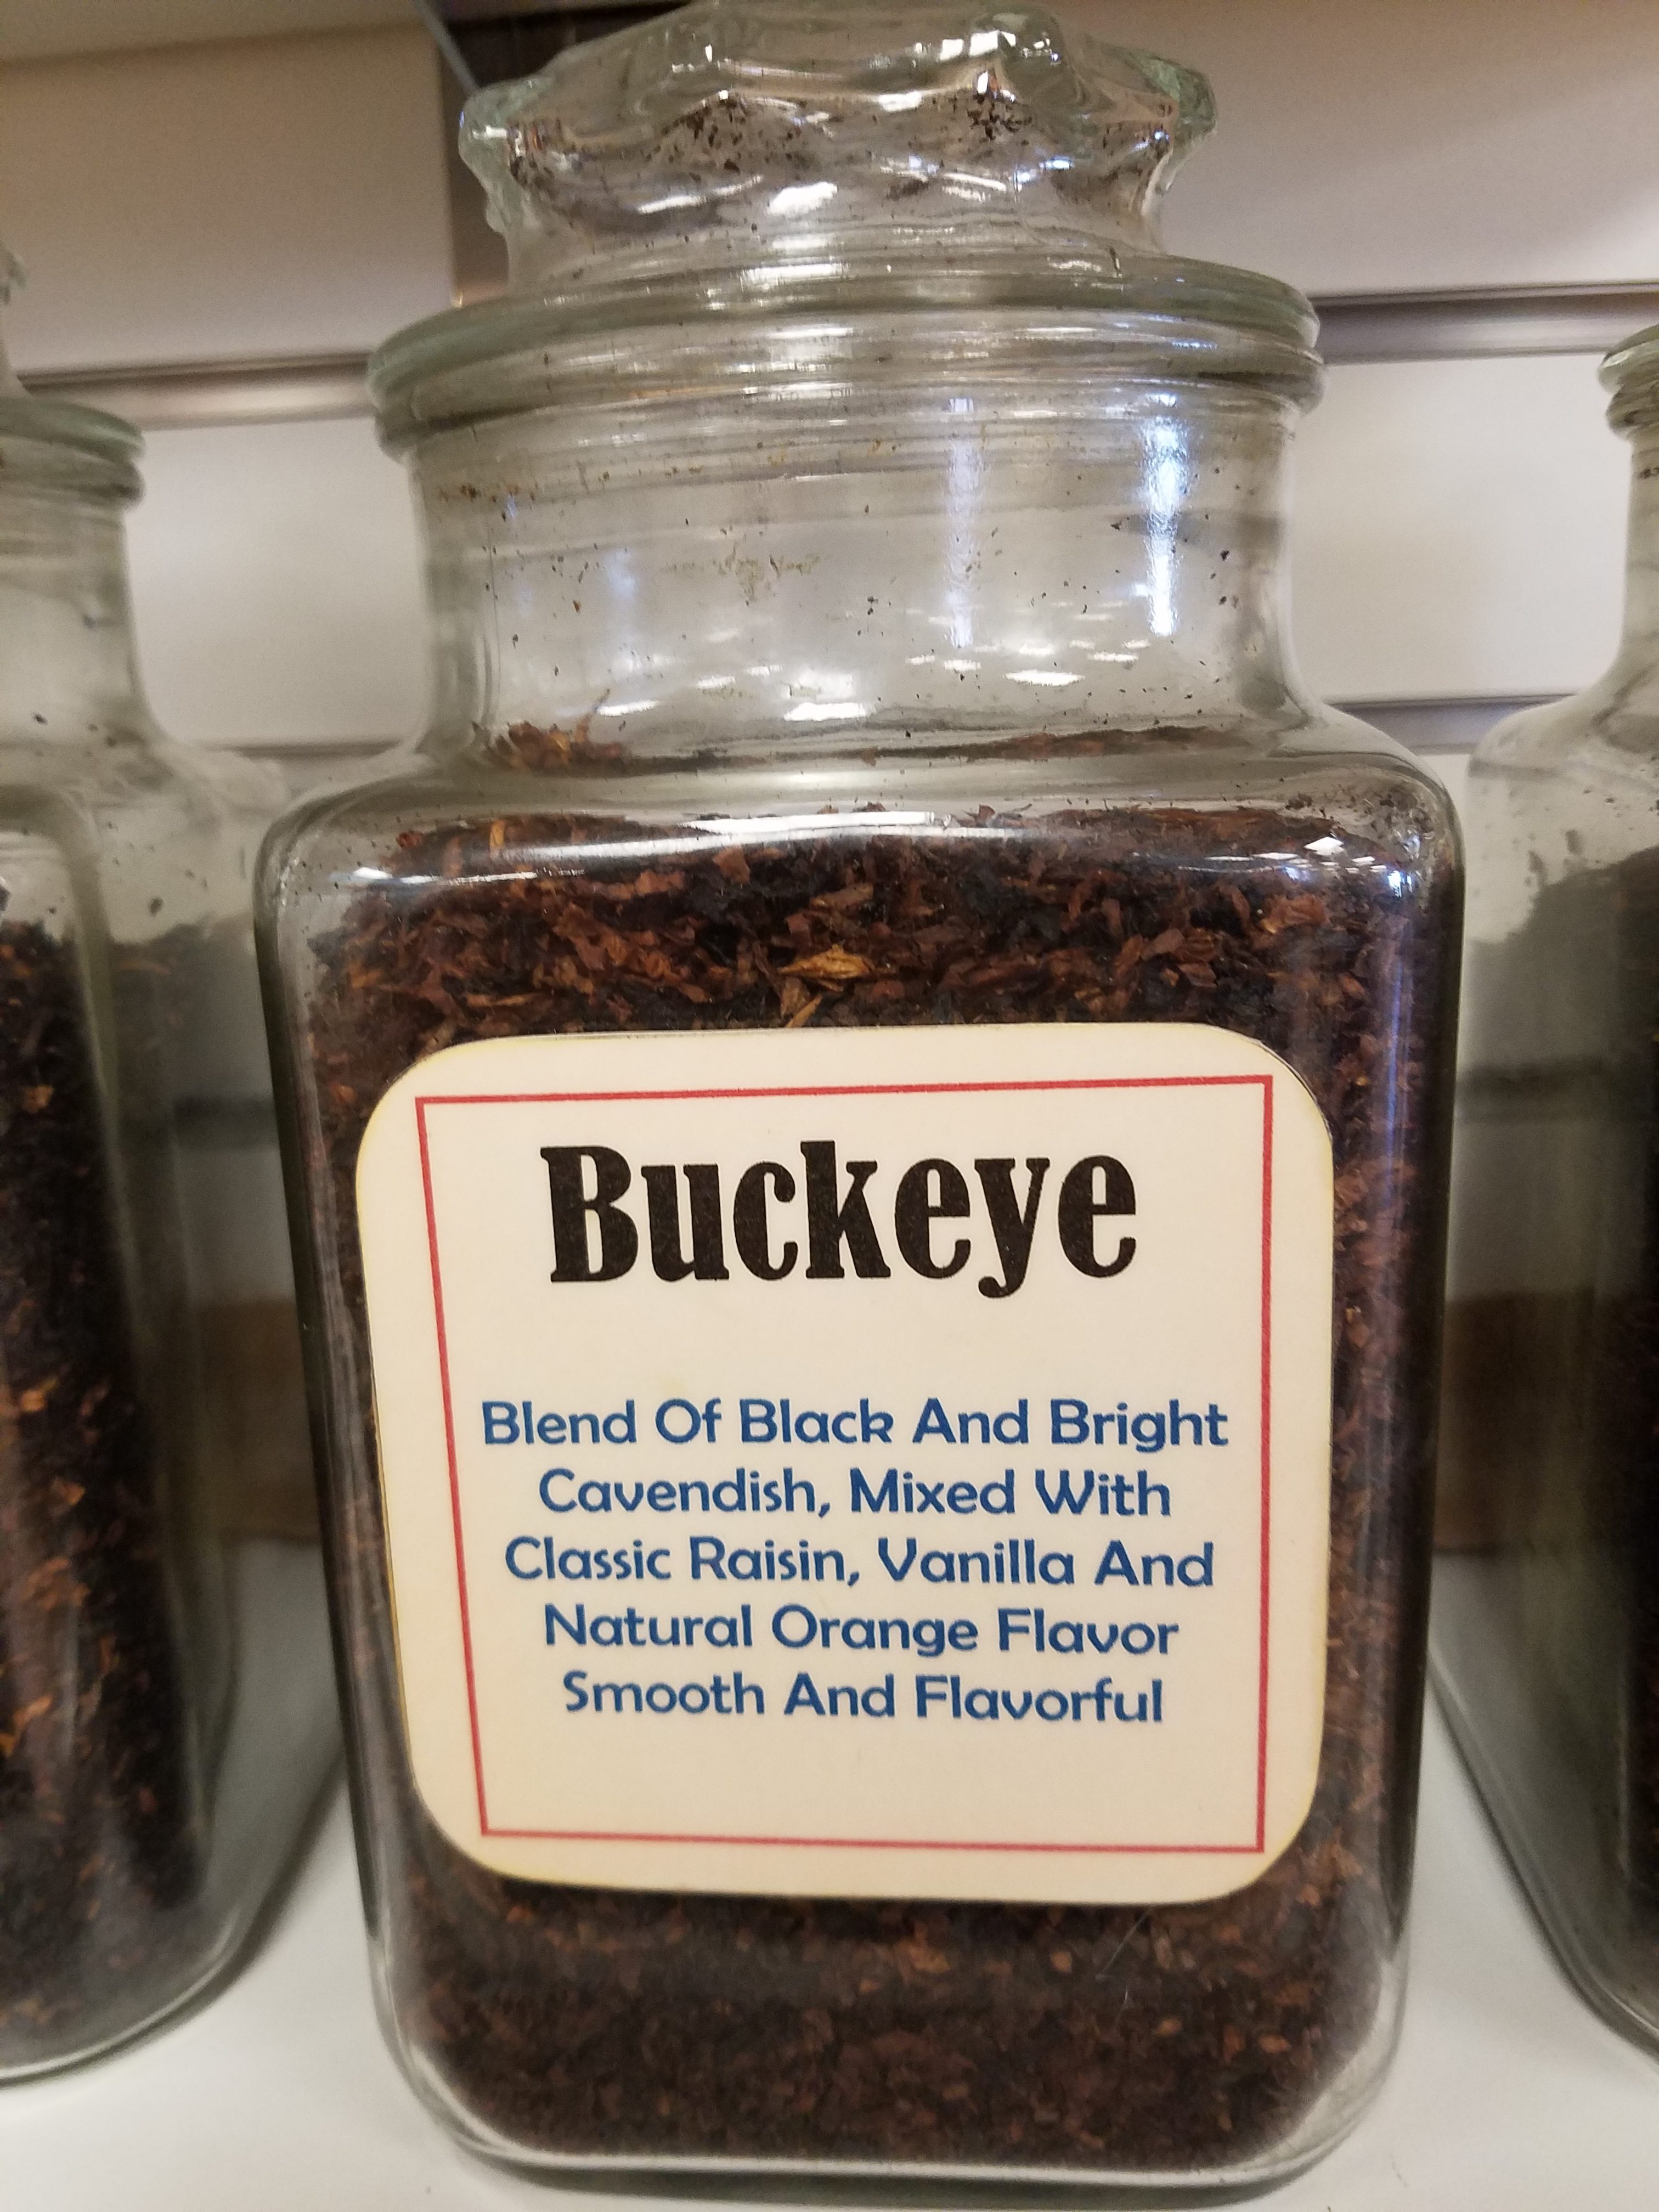 Buckeye
Blend Of Black And Bright
Cavendish, Mixed With
Classic Raisin, Vanilla And
Natural Orange Flavor
Smooth And Flavorful